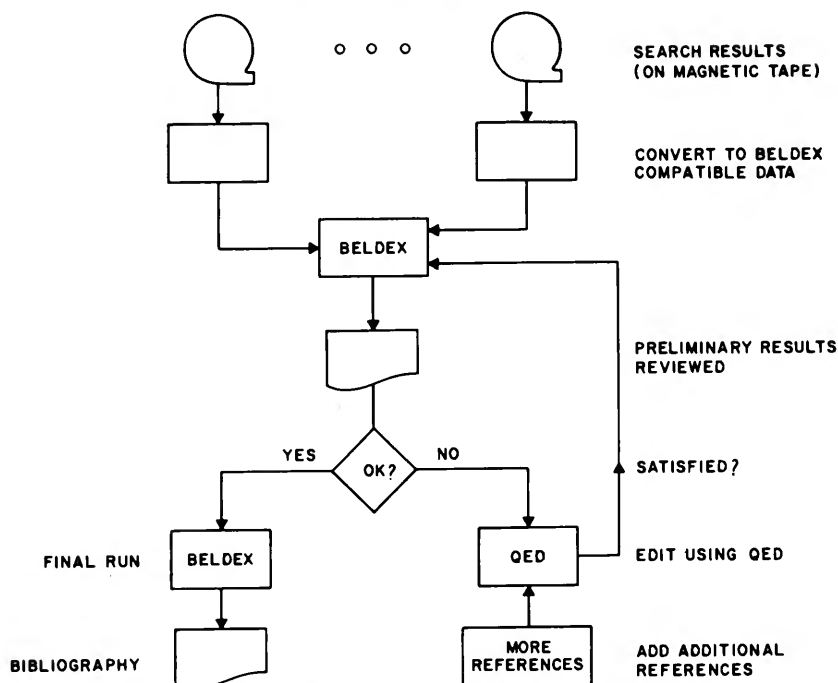 SEARCH RESULTS
(ON MAGNETIC TAPE)
CONVERT TO BELDEX
COMPATIBLE DATA
BELDEX
PRELIMINARY RESULTS
REVIEWED
YES
OK?
NO
SATISFIED?
FINAL RUN
BELDEX
QED
EDIT USING QED
BIBLIOGRAPHY
MORE
REFERENCES
ADD ADDITIONAL
REFERENCES